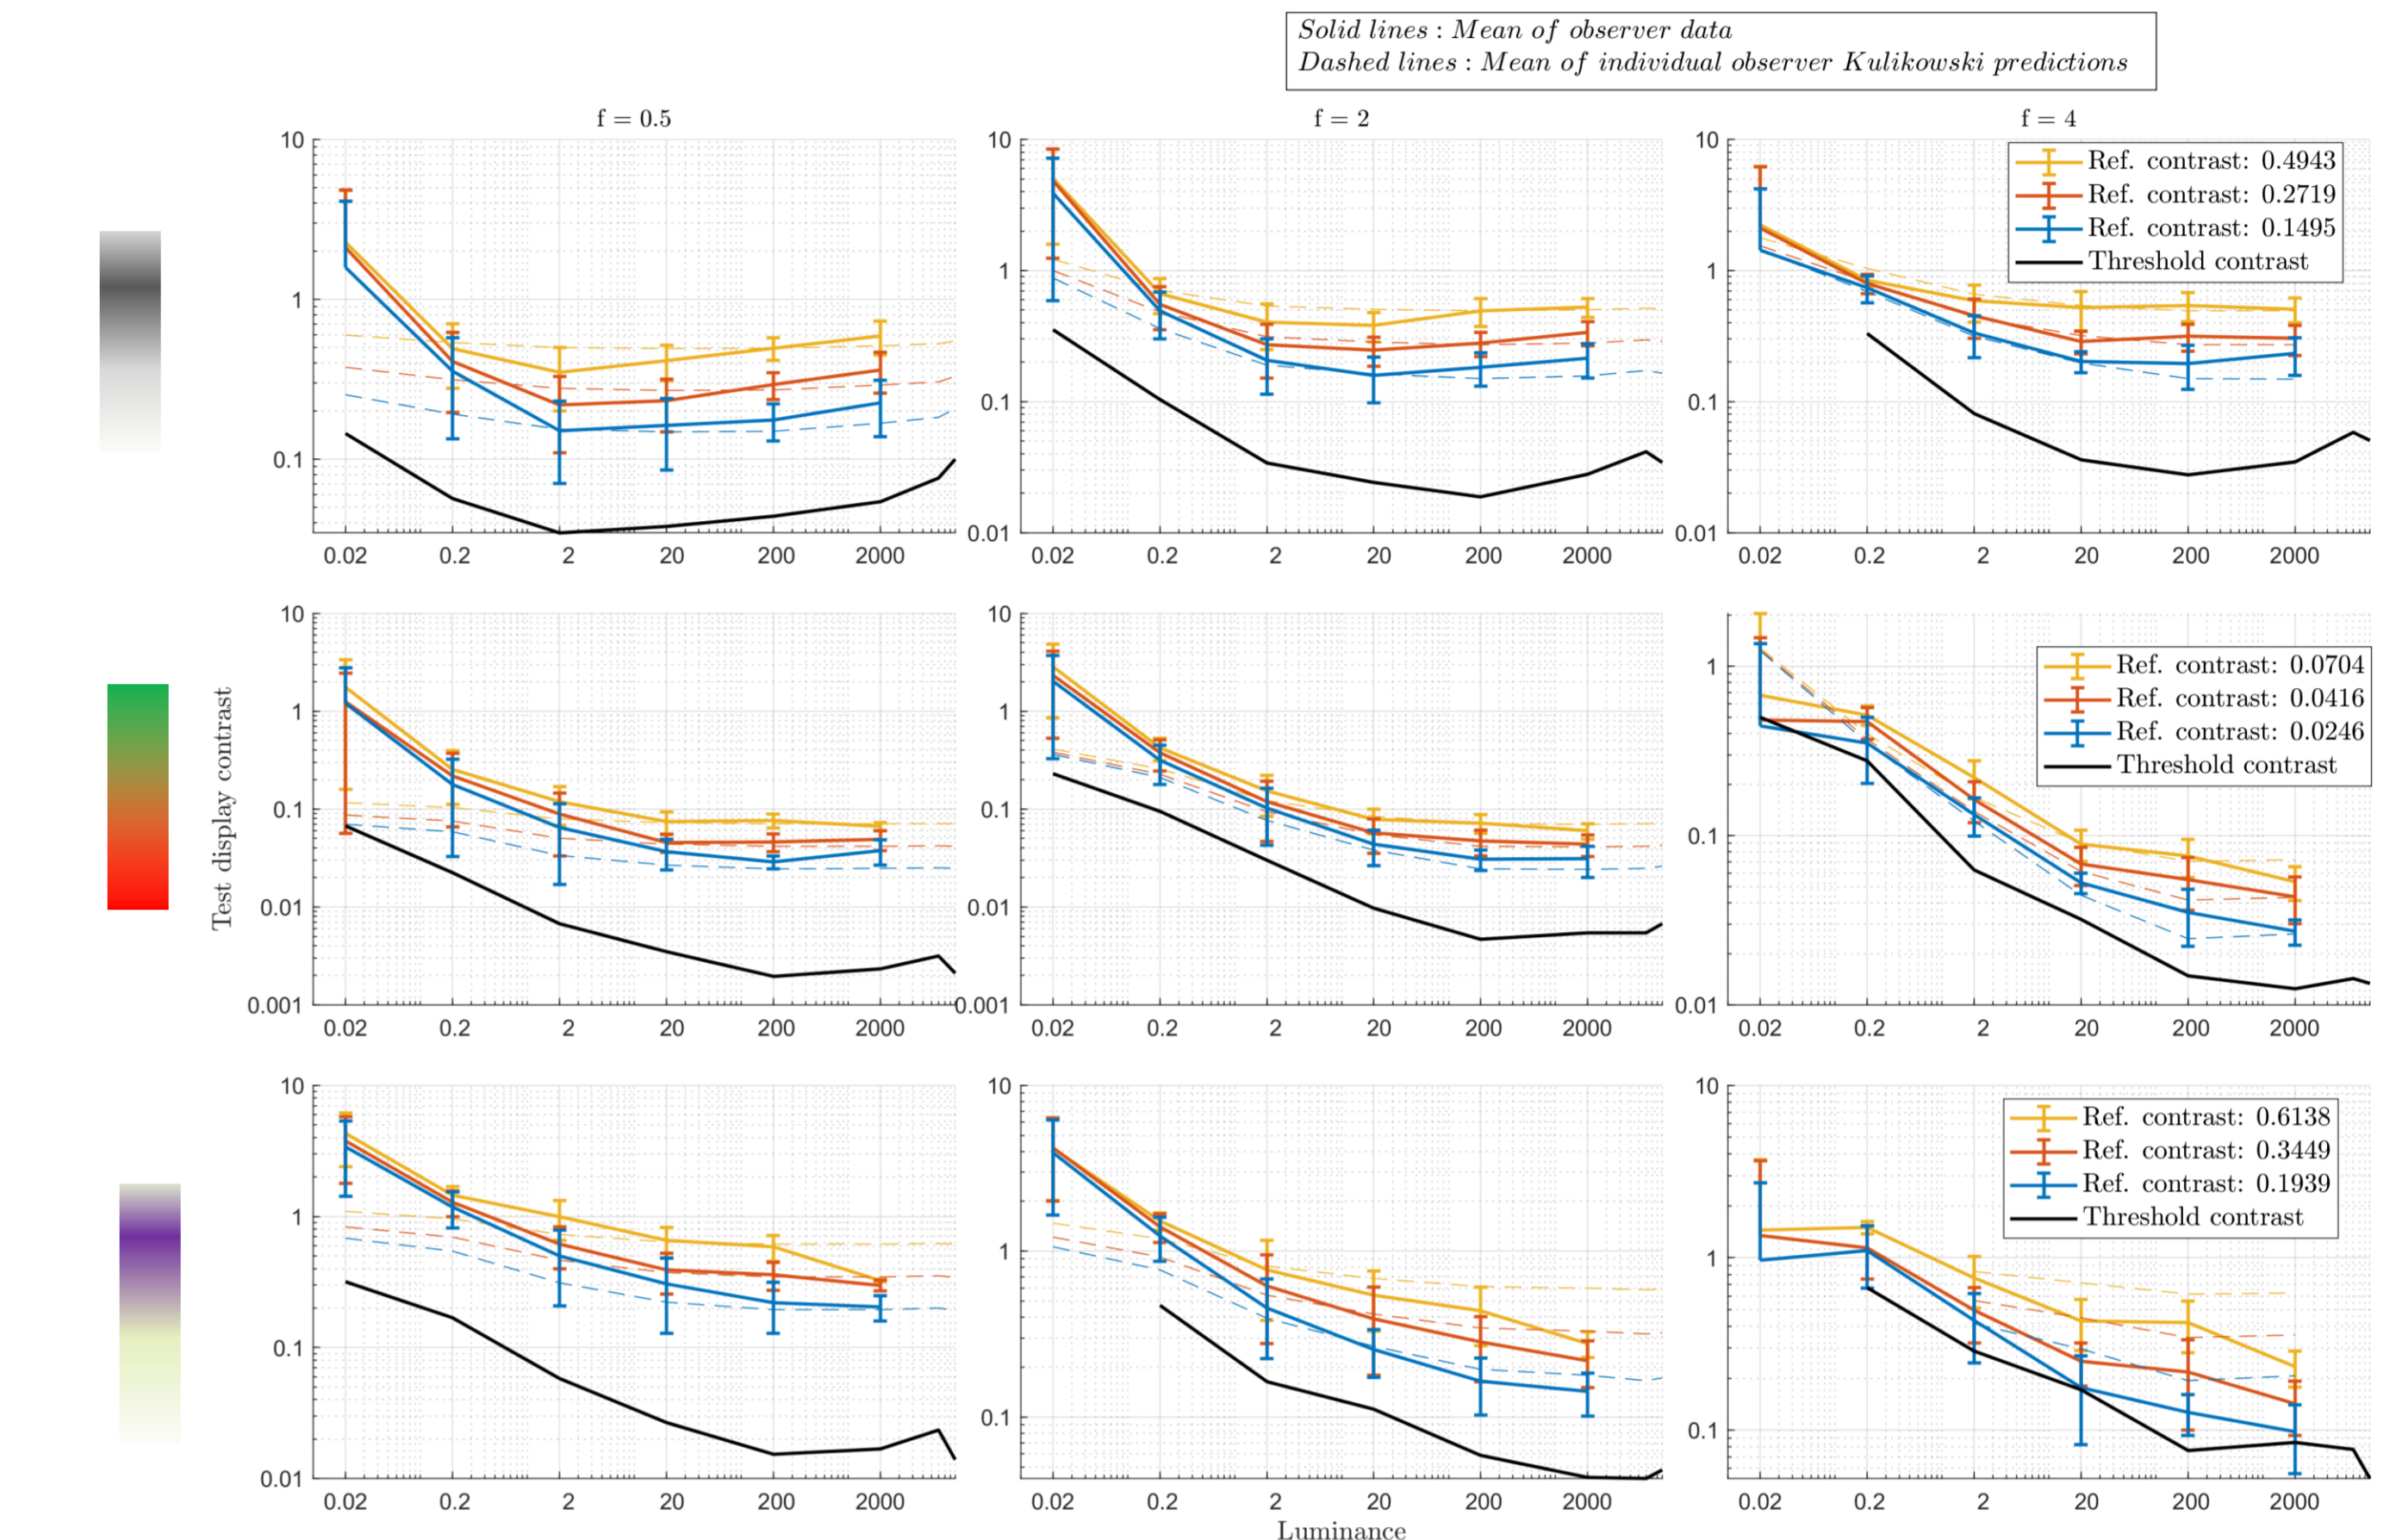 Solid lines : Mean of observer data
Dashed lines : Mean of individual observer Kulikowski predictions
f = 0.5
f = 2
f = 4
10
1
0.1
0.02 0.2 2 20 200 2000
10
1
0.1
0.01
0.02 0.2 2 20 200 2000
10
1
0.1
0.01
0.02 0.2 2 20 200 2000
Ref. contrast: 0.4943
Ref. contrast: 0.2719
Ref. contrast: 0.1495
Threshold contrast
Test display contrast
10
1
0.1
0.01
0.001
0.02 0.2 2 20 200 2000
10
1
0.1
0.01
0.001
0.02 0.2 2 20 200 2000
1
0.1
0.01
0.02 0.2 2 20 200 2000
Ref. contrast: 0.0704
Ref. contrast: 0.0416
Ref. contrast: 0.0246
Threshold contrast
10
1
0.1
0.01
0.02 0.2 2 20 200 2000
10
1
0.1
0.02 0.2 2 20 200 2000
10
1
0.1
0.02 0.2 2 20 200 2000
Ref. contrast: 0.6138
Ref. contrast: 0.3449
Ref. contrast: 0.1939
Threshold contrast
Luminance